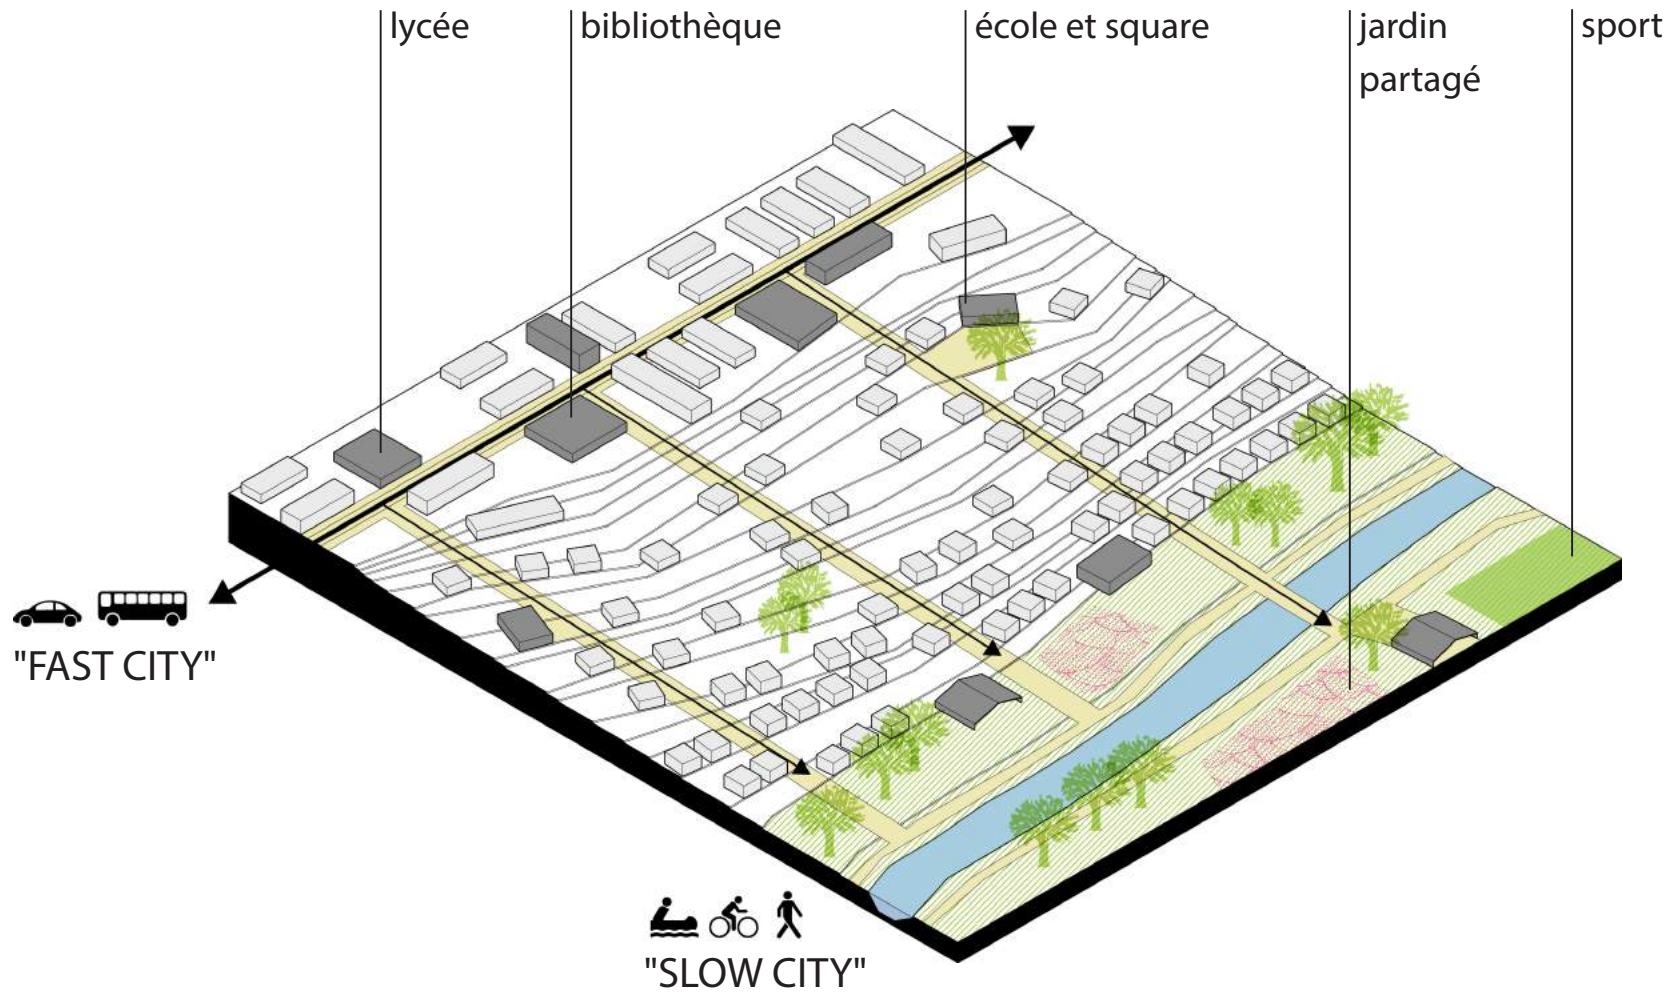 lycée
bibliothèque
école et square
jardin
partagé
sport
"FAST CITY"
"SLOW CITY"